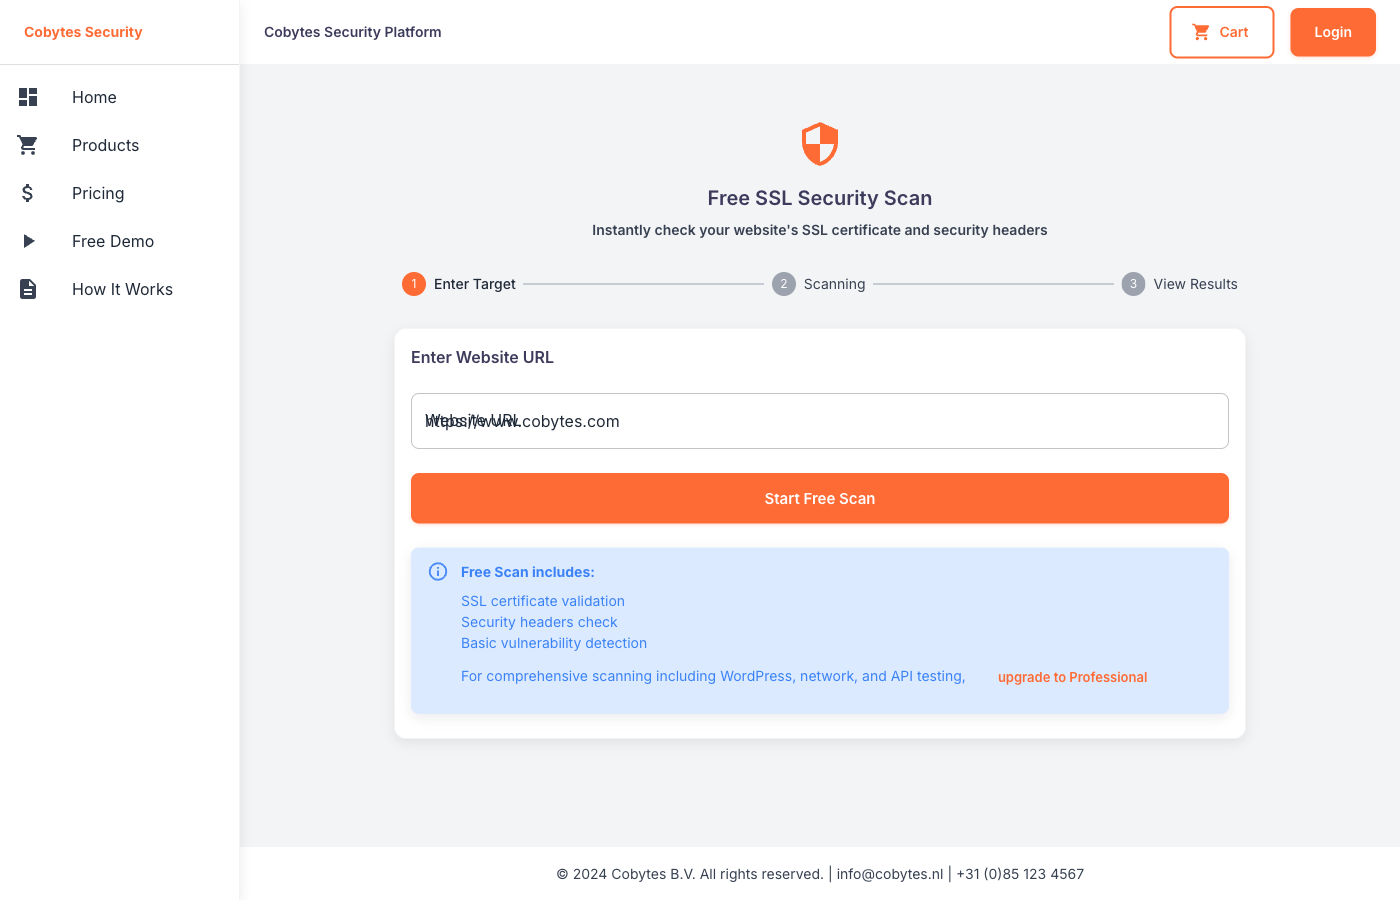 Cobytes Security
Cobytes Security Platform
Cart
Login
Home
Products
Pricing
Free Demo
How It Works
Free SSL Security Scan
Instantly check your website's SSL certificate and security headers
1 Enter Target
2 Scanning
3 View Results
Enter Website URL
Website URL
https://www.cobytes.com
Start Free Scan
Free Scan includes:
SSL certificate validation
Security headers check
Basic vulnerability detection
For comprehensive scanning including WordPress, network, and API testing, upgrade to Professional
© 2024 Cobytes B.V. All rights reserved. | info@cobytes.nl | +31 (0)85 123 4567